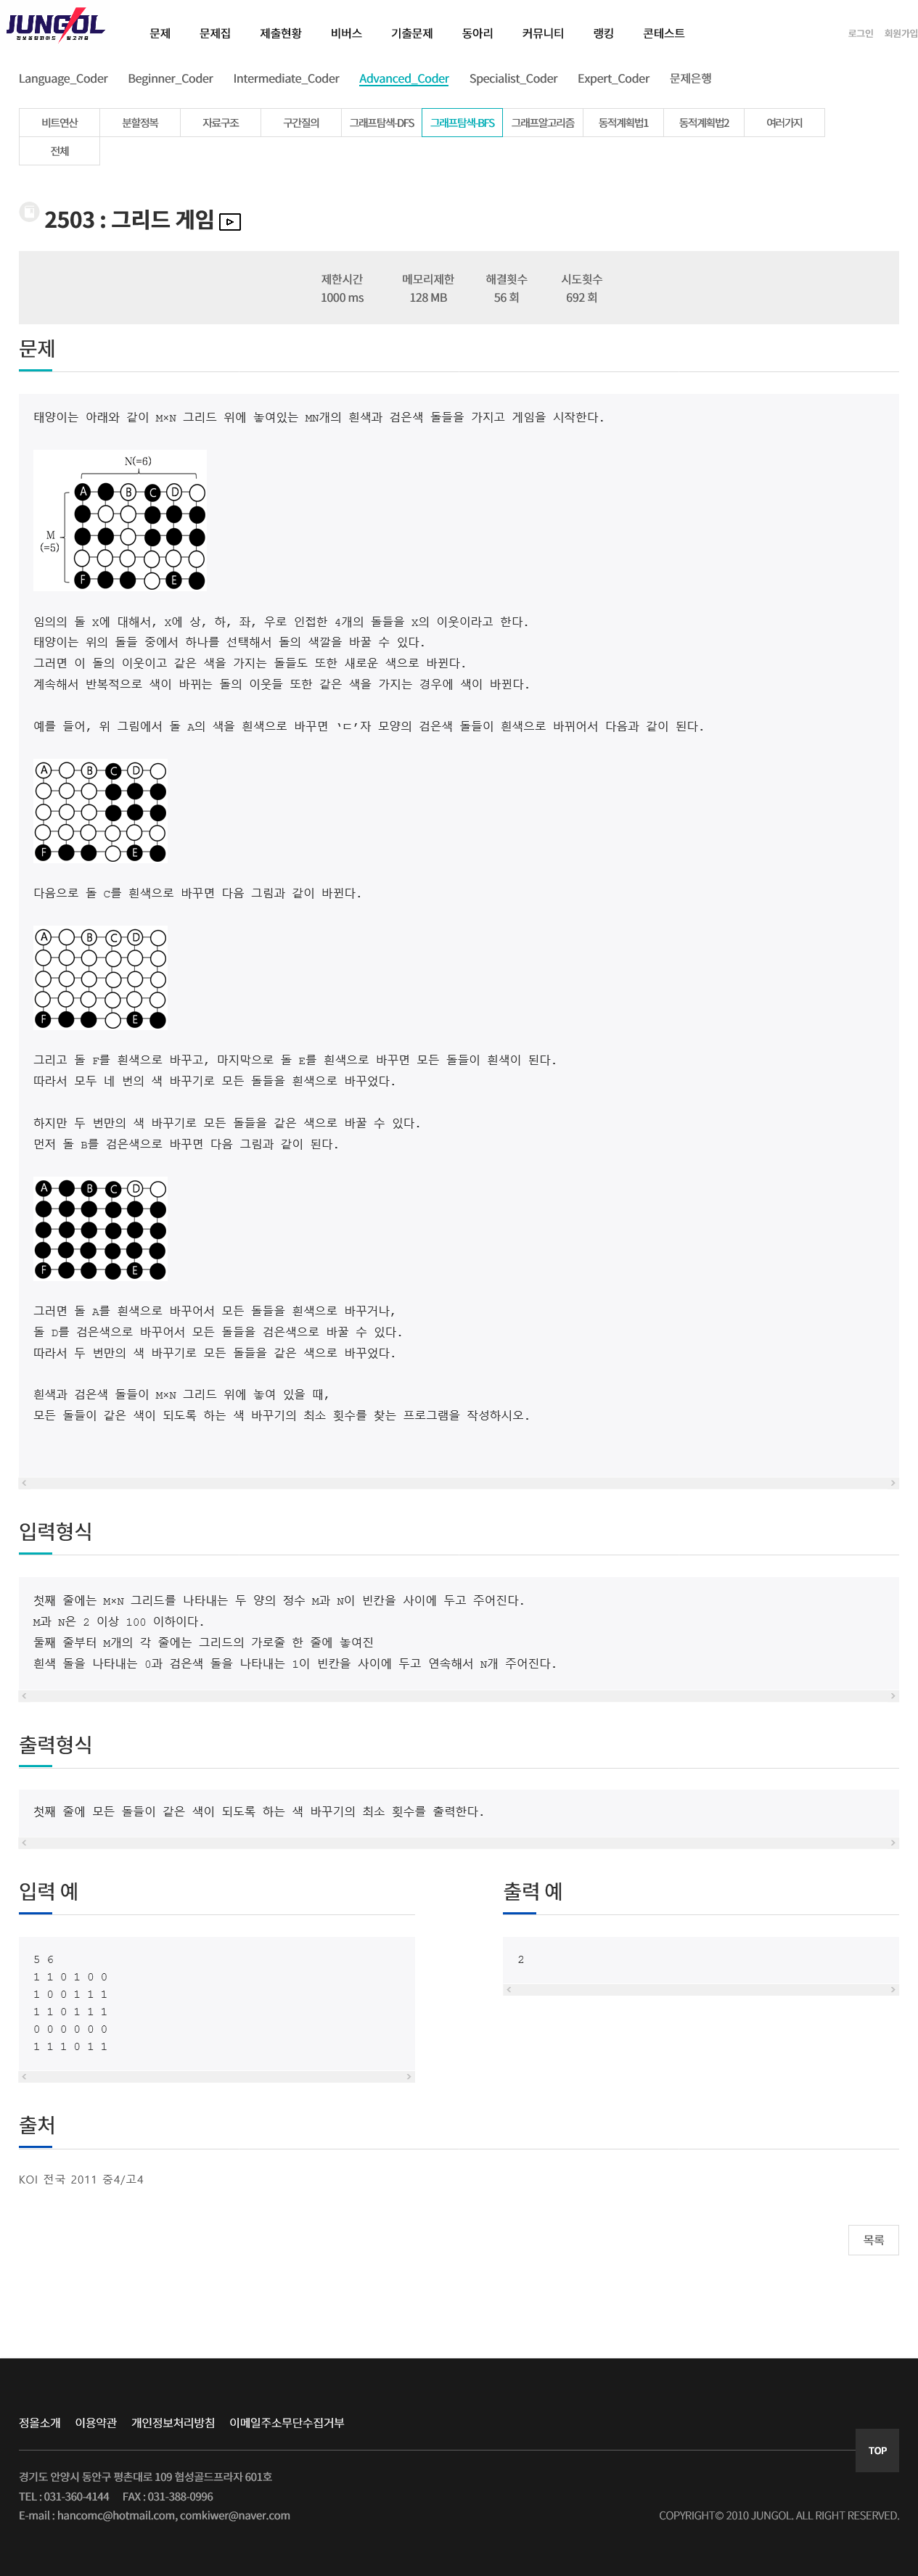 JUNGOL
정보올림피아드 & 알고리즘
문제 문제집 제출현황 비버스 기출문제 동아리 커뮤니티 랭킹 콘테스트
로그인 회원가입
Language_Coder Beginner_Coder Intermediate_Coder Advanced_Coder Specialist_Coder Expert_Coder 문제은행
비트연산 분할정복 자료구조 구간질의 그래프탐색-DFS 그래프탐색-BFS 그래프알고리즘 동적계획법1 동적계획법2 여러가지
전체
2503 : 그리드 게임
제한시간 메모리제한 해결횟수 시도횟수
1000 ms 128 MB 56 회 692 회
문제
태양이는 아래와 같이 M×N 그리드 위에 놓여있는 MN개의 흰색과 검은색 돌들을 가지고 게임을 시작한다.
N(=6)
A B C D
M
(=5)
F E
임의의 돌 X에 대해서, X에 상, 하, 좌, 우로 인접한 4개의 돌들을 X의 이웃이라고 한다.
태양이는 위의 돌들 중에서 하나를 선택해서 돌의 색깔을 바꿀 수 있다.
그러면 이 돌의 이웃이고 같은 색을 가지는 돌들도 또한 새로운 색으로 바뀐다.
계속해서 반복적으로 색이 바뀌는 돌의 이웃들 또한 같은 색을 가지는 경우에 색이 바뀐다.
예를 들어, 위 그림에서 돌 A의 색을 흰색으로 바꾸면 ‘ㄷ’자 모양의 검은색 돌들이 흰색으로 바뀌어서 다음과 같이 된다.
A B C D
F E
다음으로 돌 C를 흰색으로 바꾸면 다음 그림과 같이 바뀐다.
A B C D
F E
그리고 돌 F를 흰색으로 바꾸고, 마지막으로 돌 E를 흰색으로 바꾸면 모든 돌들이 흰색이 된다.
따라서 모두 네 번의 색 바꾸기로 모든 돌들을 흰색으로 바꾸었다.
하지만 두 번만의 색 바꾸기로 모든 돌들을 같은 색으로 바꿀 수 있다.
먼저 돌 B를 검은색으로 바꾸면 다음 그림과 같이 된다.
A B C D
F E
그러면 돌 A를 흰색으로 바꾸어서 모든 돌들을 흰색으로 바꾸거나,
돌 D를 검은색으로 바꾸어서 모든 돌들을 검은색으로 바꿀 수 있다.
따라서 두 번만의 색 바꾸기로 모든 돌들을 같은 색으로 바꾸었다.
흰색과 검은색 돌들이 M×N 그리드 위에 놓여 있을 때,
모든 돌들이 같은 색이 되도록 하는 색 바꾸기의 최소 횟수를 찾는 프로그램을 작성하시오.
입력형식
첫째 줄에는 M×N 그리드를 나타내는 두 양의 정수 M과 N이 빈칸을 사이에 두고 주어진다.
M과 N은 2 이상 100 이하이다.
둘째 줄부터 M개의 각 줄에는 그리드의 가로줄 한 줄에 놓여진
흰색 돌을 나타내는 0과 검은색 돌을 나타내는 1이 빈칸을 사이에 두고 연속해서 N개 주어진다.
출력형식
첫째 줄에 모든 돌들이 같은 색이 되도록 하는 색 바꾸기의 최소 횟수를 출력한다.
입력 예
5 6
1 1 0 1 0 0
1 0 0 1 1 1
1 1 0 1 1 1
0 0 0 0 0 0
1 1 1 0 1 1
출력 예
2
출처
KOI 전국 2011 중4/고4
목록
정올소개 이용약관 개인정보처리방침 이메일주소무단수집거부
TOP
경기도 안양시 동안구 평촌대로 109 협성골드프라자 601호
TEL : 031-360-4144 FAX : 031-388-0996
E-mail : hancomc@hotmail.com, comkiwer@naver.com
COPYRIGHT© 2010 JUNGOL. ALL RIGHT RESERVED.